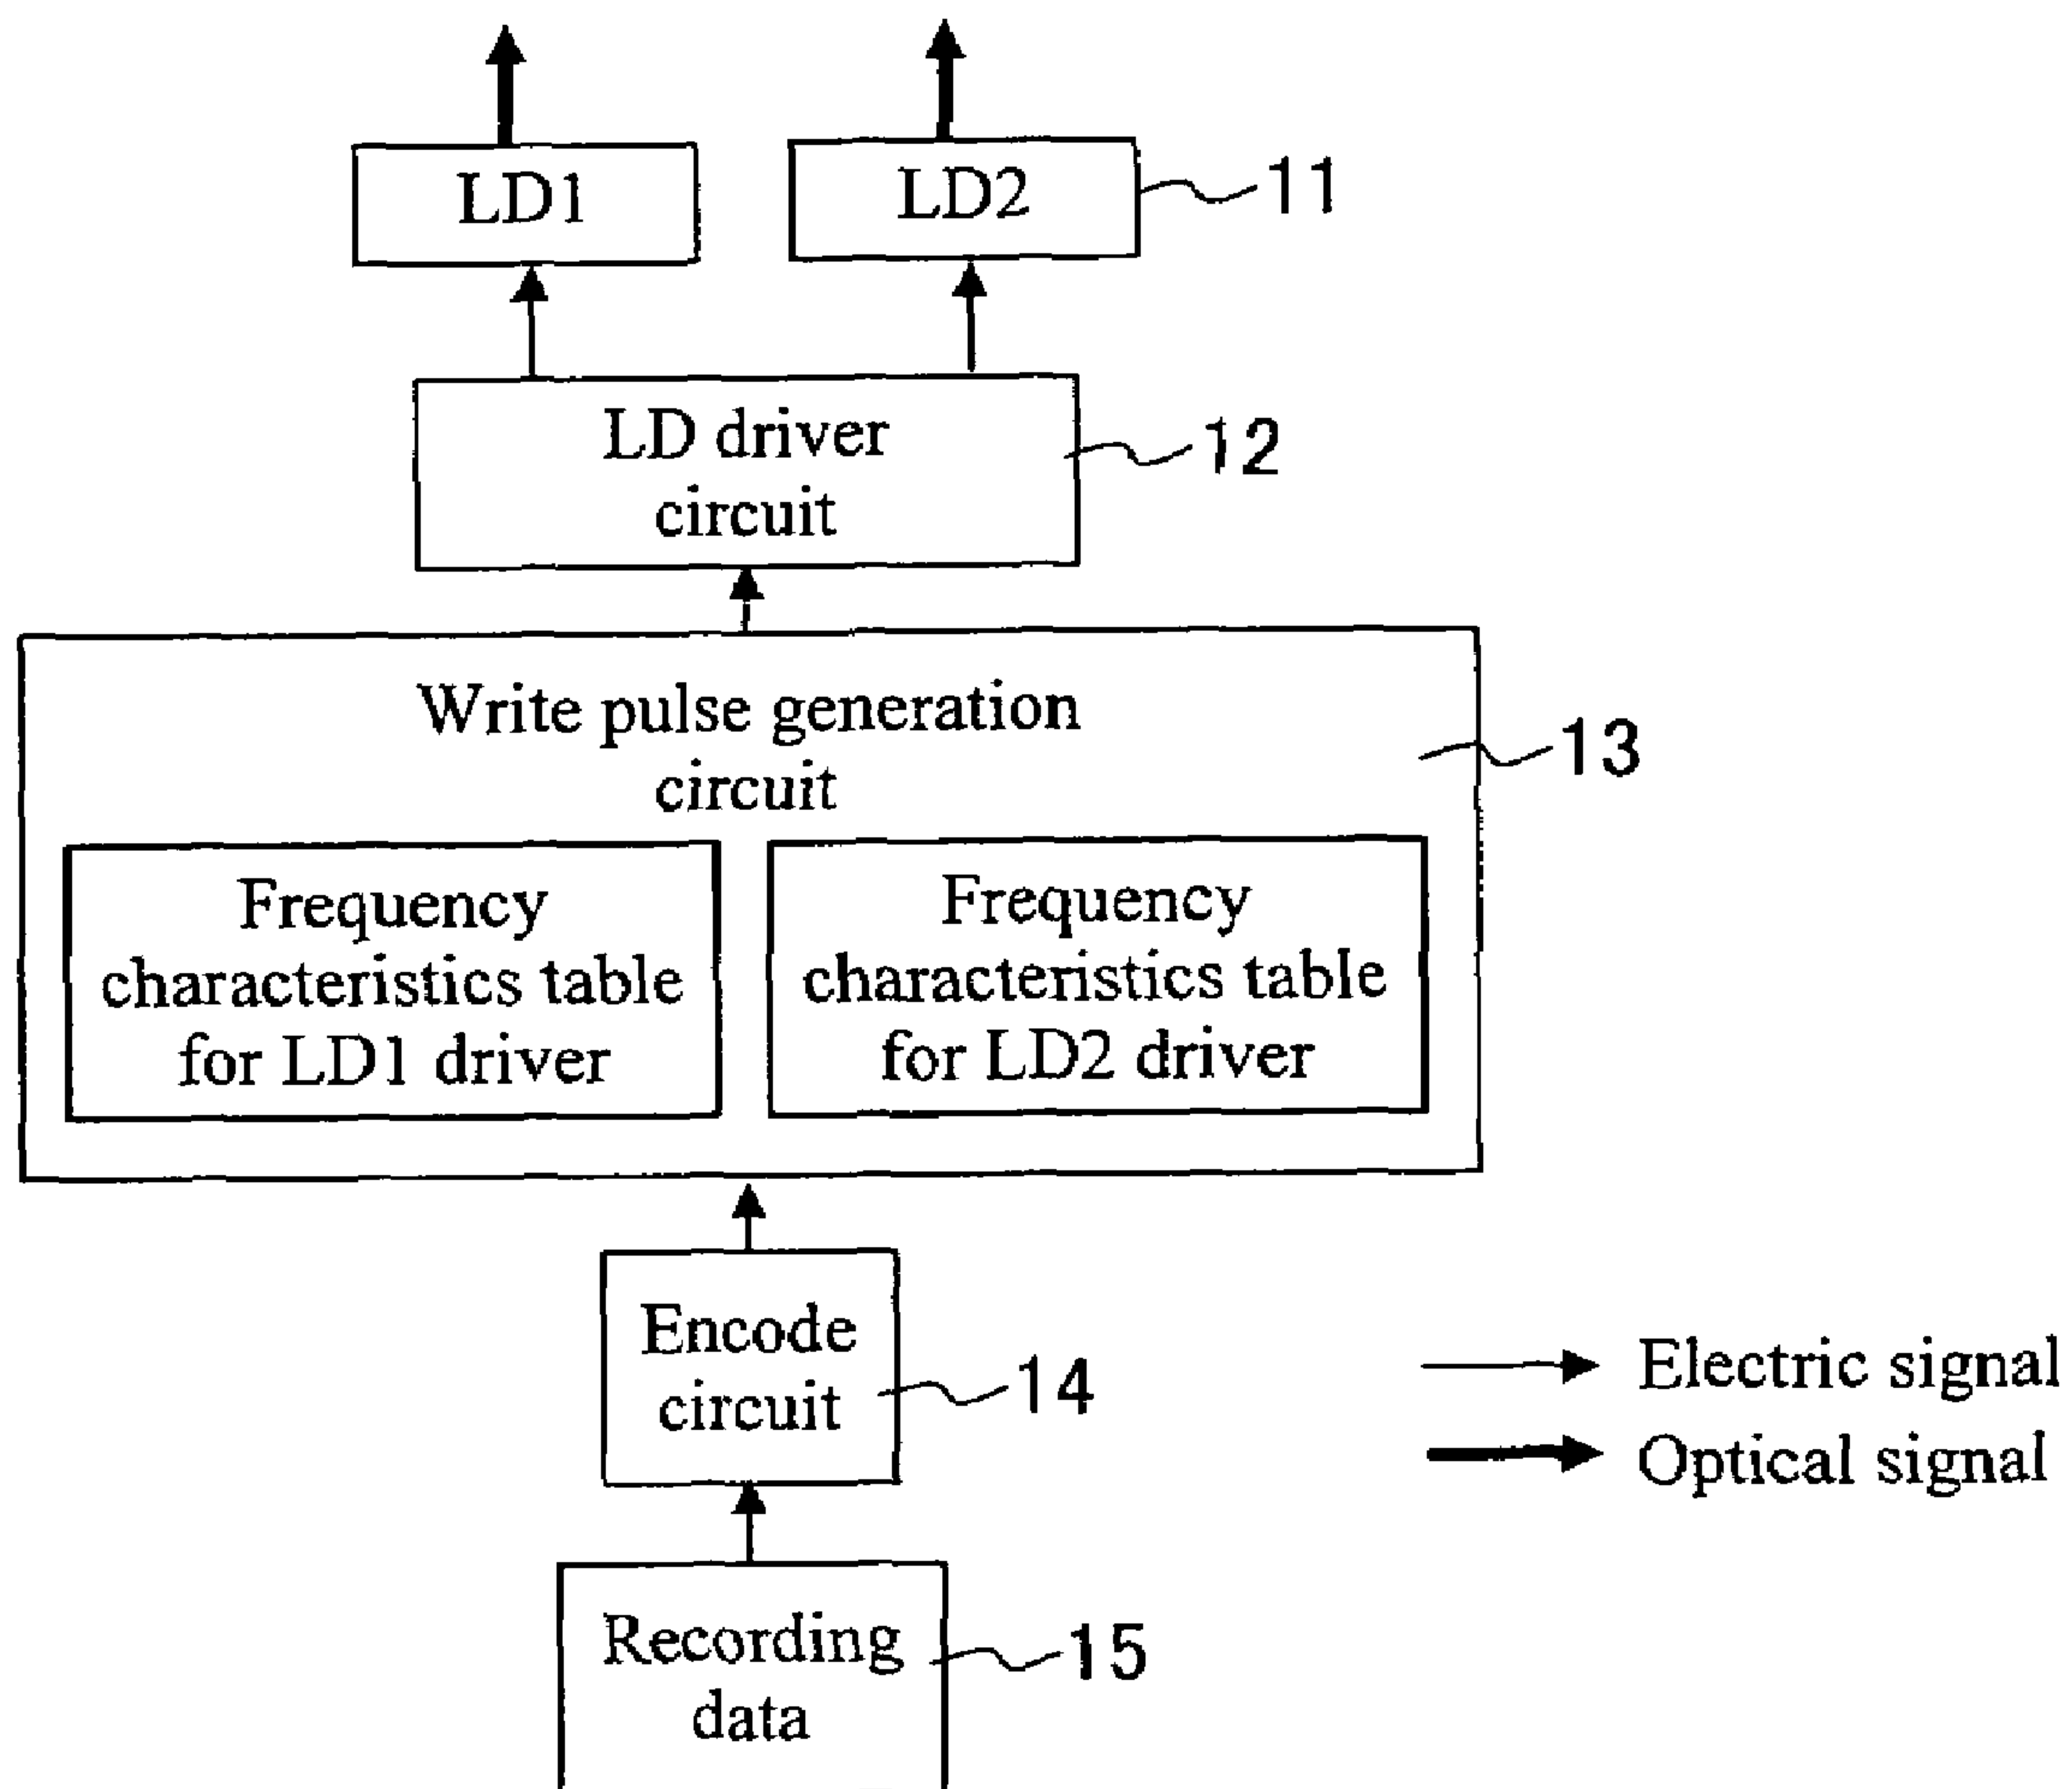 LD1
LD2
11
LD driver
circuit
12
Write pulse generation
circuit
13
Frequency
characteristics table
for LD1 driver
Frequency
characteristics table
for LD2 driver
Encode
circuit
14
Electric signal
Optical signal
Recording
data
15